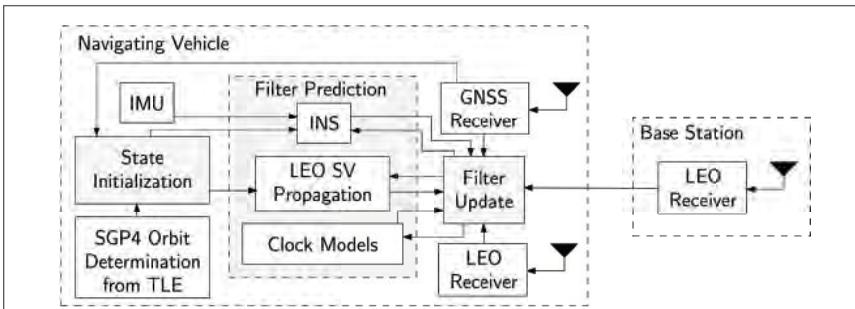 Navigating Vehicle
IMU
Filter Prediction
INS
GNSS
Receiver
State
Initialization
LEO SV
Propagation
Filter
Update
Clock Models
SGP4 Orbit
Determination
from TLE
LEO
Receiver
Base Station
LEO
Receiver